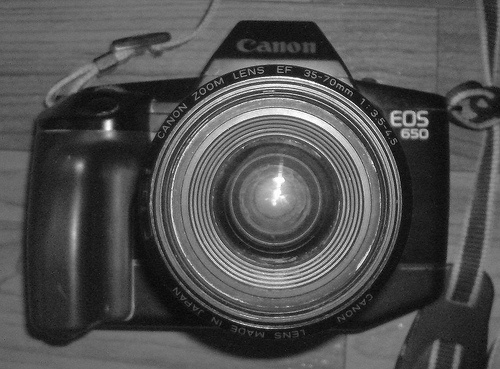 Canon
CANON ZOOM LENS EF 35-70mm 1:3.5-4.5
EOS
650
LENS MADE IN JAPAN
CANON